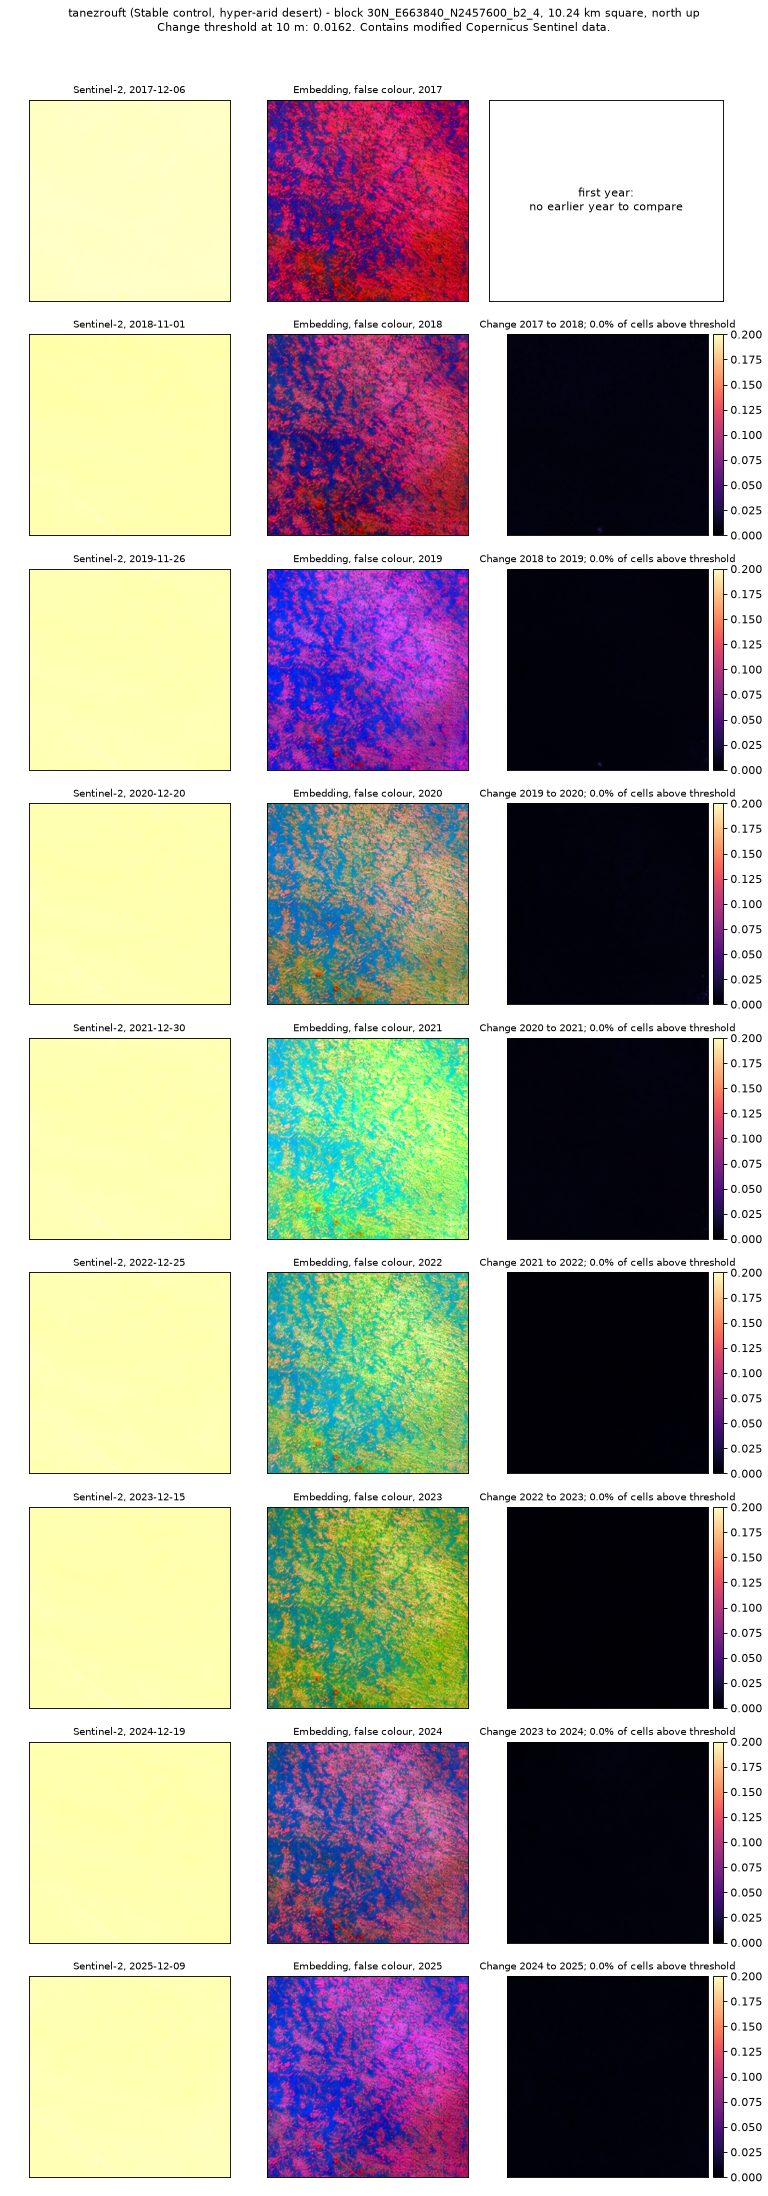 tanezrouft (Stable control, hyper-arid desert) - block 30N_E663840_N2457600_b2_4, 10.24 km square, north up
Change threshold at 10 m: 0.0162. Contains modified Copernicus Sentinel data.
Sentinel-2, 2017-12-06
Embedding, false colour, 2017
first year:
no earlier year to compare
Sentinel-2, 2018-11-01
Embedding, false colour, 2018
Change 2017 to 2018; 0.0% of cells above threshold
0.200
0.175
0.150
0.125
0.100
0.075
0.050
0.025
0.000
Sentinel-2, 2019-11-26
Embedding, false colour, 2019
Change 2018 to 2019; 0.0% of cells above threshold
0.200
0.175
0.150
0.125
0.100
0.075
0.050
0.025
0.000
Sentinel-2, 2020-12-20
Embedding, false colour, 2020
Change 2019 to 2020; 0.0% of cells above threshold
0.200
0.175
0.150
0.125
0.100
0.075
0.050
0.025
0.000
Sentinel-2, 2021-12-30
Embedding, false colour, 2021
Change 2020 to 2021; 0.0% of cells above threshold
0.200
0.175
0.150
0.125
0.100
0.075
0.050
0.025
0.000
Sentinel-2, 2022-12-25
Embedding, false colour, 2022
Change 2021 to 2022; 0.0% of cells above threshold
0.200
0.175
0.150
0.125
0.100
0.075
0.050
0.025
0.000
Sentinel-2, 2023-12-15
Embedding, false colour, 2023
Change 2022 to 2023; 0.0% of cells above threshold
0.200
0.175
0.150
0.125
0.100
0.075
0.050
0.025
0.000
Sentinel-2, 2024-12-19
Embedding, false colour, 2024
Change 2023 to 2024; 0.0% of cells above threshold
0.200
0.175
0.150
0.125
0.100
0.075
0.050
0.025
0.000
Sentinel-2, 2025-12-09
Embedding, false colour, 2025
Change 2024 to 2025; 0.0% of cells above threshold
0.200
0.175
0.150
0.125
0.100
0.075
0.050
0.025
0.000